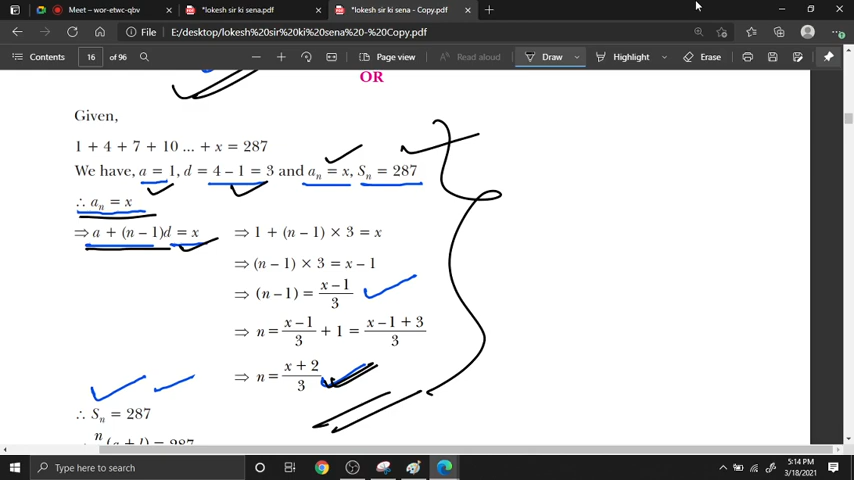 Meet – wor-etwc-qbv
*lokesh sir ki sena.pdf
*lokesh sir ki sena - Copy.pdf
File
E:/desktop/lokesh%20sir%20ki%20sena%20-%20Copy.pdf
Contents
16
of 96
Page view
Read aloud
Draw
Highlight
Erase
OR
Given,
1 + 4 + 7 + 10 ... + x = 287
We have, a = 1, d = 4 – 1 = 3 and aₙ = x, Sₙ = 287
∴ aₙ = x
⇒ a + (n – 1)d = x ⇒ 1 + (n – 1) × 3 = x
⇒ (n – 1) × 3 = x – 1
⇒ (n – 1) = (x – 1)/3
⇒ n = (x – 1)/3 + 1 = (x – 1 + 3)/3
⇒ n = (x + 2)/3
∴ Sₙ = 287
Type here to search
5:14 PM
3/18/2021